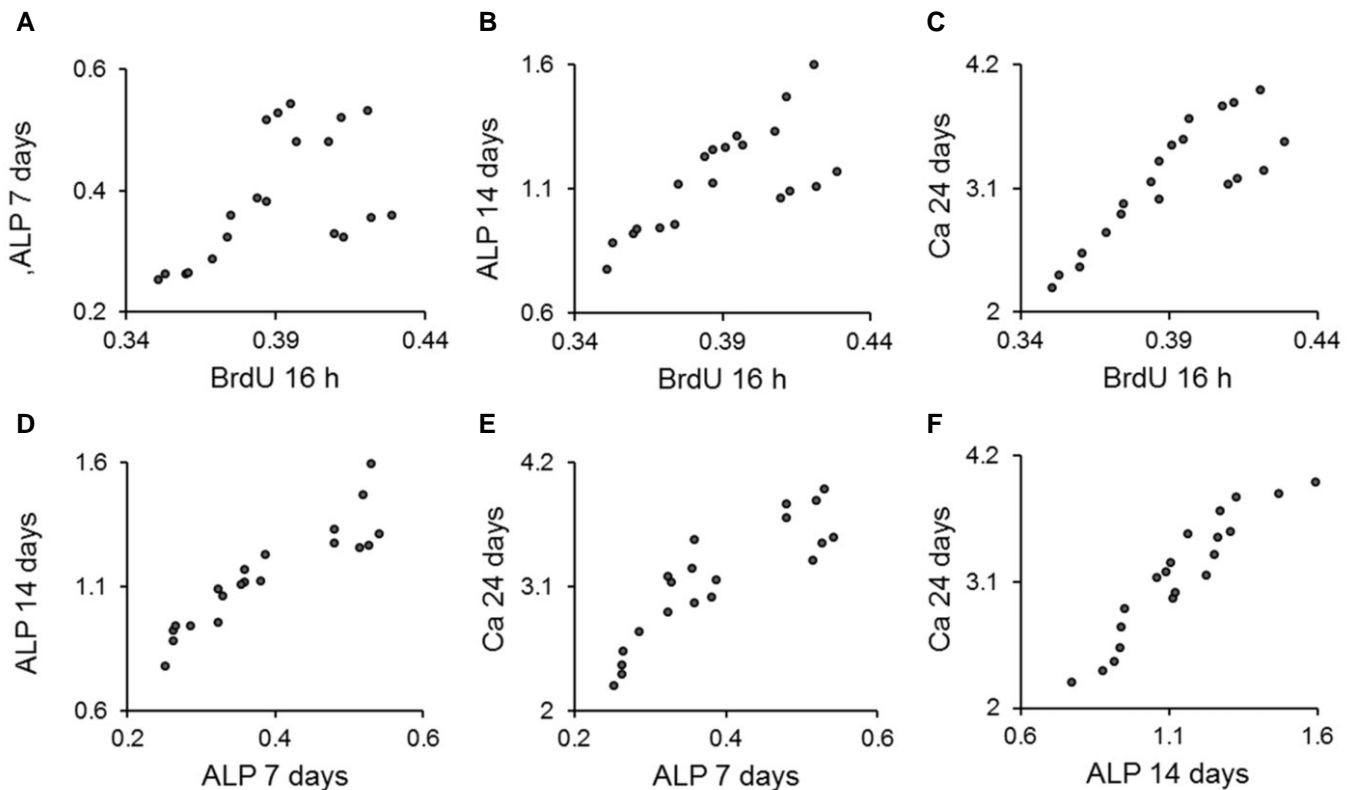 A
B
C
0.6
0.4
0.2
0.34
0.39
0.44
,ALP 7 days
BrdU 16 h
1.6
1.1
0.6
0.34
0.39
0.44
ALP 14 days
BrdU 16 h
4.2
3.1
2
0.34
0.39
0.44
Ca 24 days
BrdU 16 h
D
E
F
1.6
1.1
0.6
0.2
0.4
0.6
ALP 14 days
ALP 7 days
4.2
3.1
2
0.2
0.4
0.6
Ca 24 days
ALP 7 days
4.2
3.1
2
0.6
1.1
1.6
Ca 24 days
ALP 14 days